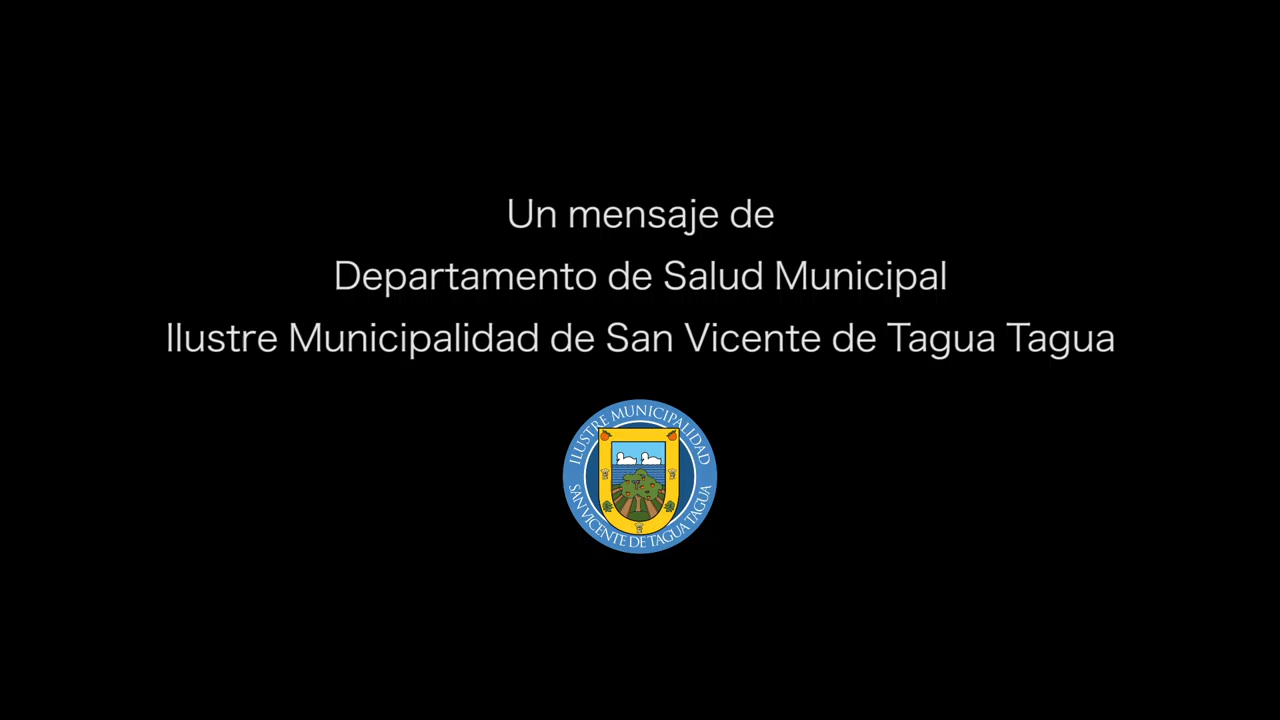 Un mensaje de
Departamento de Salud Municipal
Ilustre Municipalidad de San Vicente de Tagua Tagua
ILUSTRE MUNICIPALIDAD
SAN VICENTE DE TAGUA TAGUA